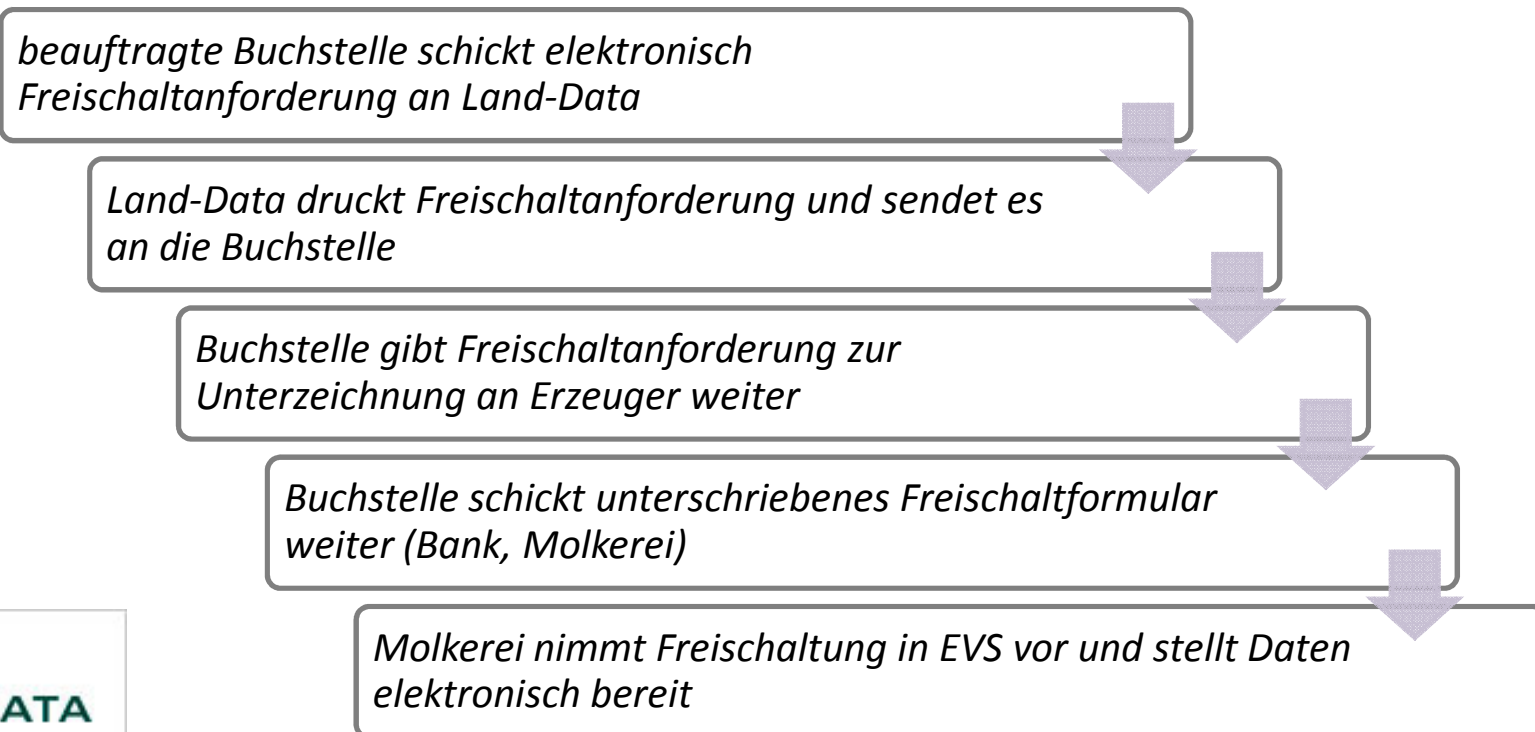 beauftragte Buchstelle schickt elektronisch
Freischaltanforderung an Land-Data
Land-Data druckt Freischaltanforderung und sendet es
an die Buchstelle
Buchstelle gibt Freischaltanforderung zur
Unterzeichnung an Erzeuger weiter
Buchstelle schickt unterschriebenes Freischaltformular
weiter (Bank, Molkerei)
Molkerei nimmt Freischaltung in EVS vor und stellt Daten
elektronisch bereit
ATA